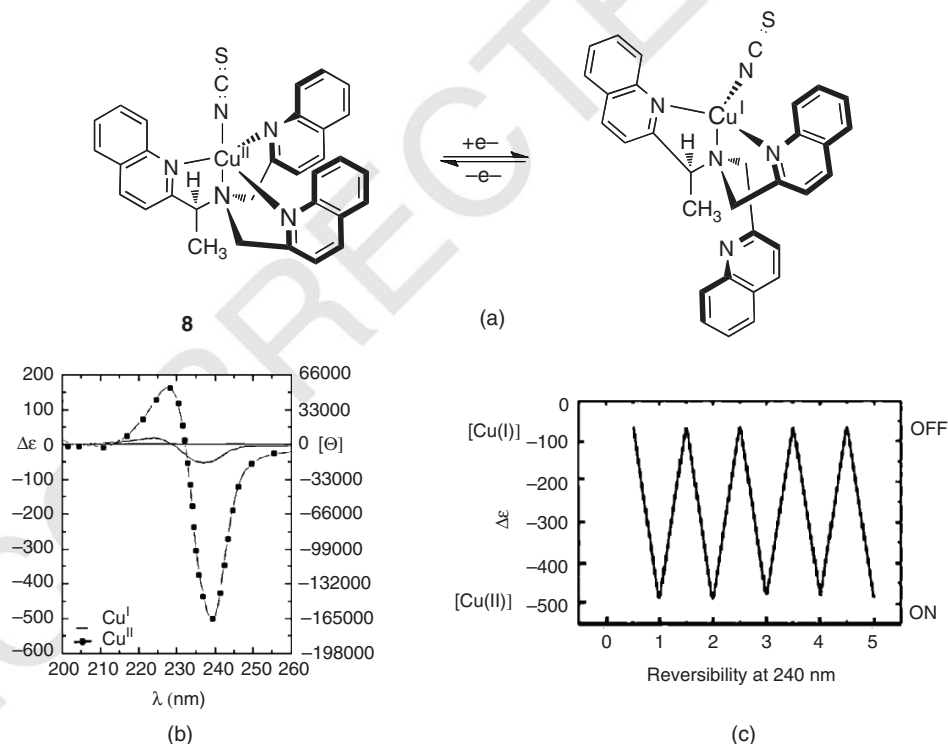 S
C
N
N
Cu^II
N
H
N
N
CH3
8
+e–
–e–
S
C
N
N
Cu^I
H
N
N
CH3
N
(a)
200
100
Δε 0
–100
–200
–300
–400
–500
–600
66000
33000
0 [Θ]
–33000
–66000
–99000
–132000
–165000
–198000
Cu^I
Cu^II
200 210 220 230 240 250 260
λ (nm)
(b)
0
[Cu(I)]
–100
–200
Δε
–300
–400
[Cu(II)]
–500
OFF
ON
0 1 2 3 4 5
Reversibility at 240 nm
(c)